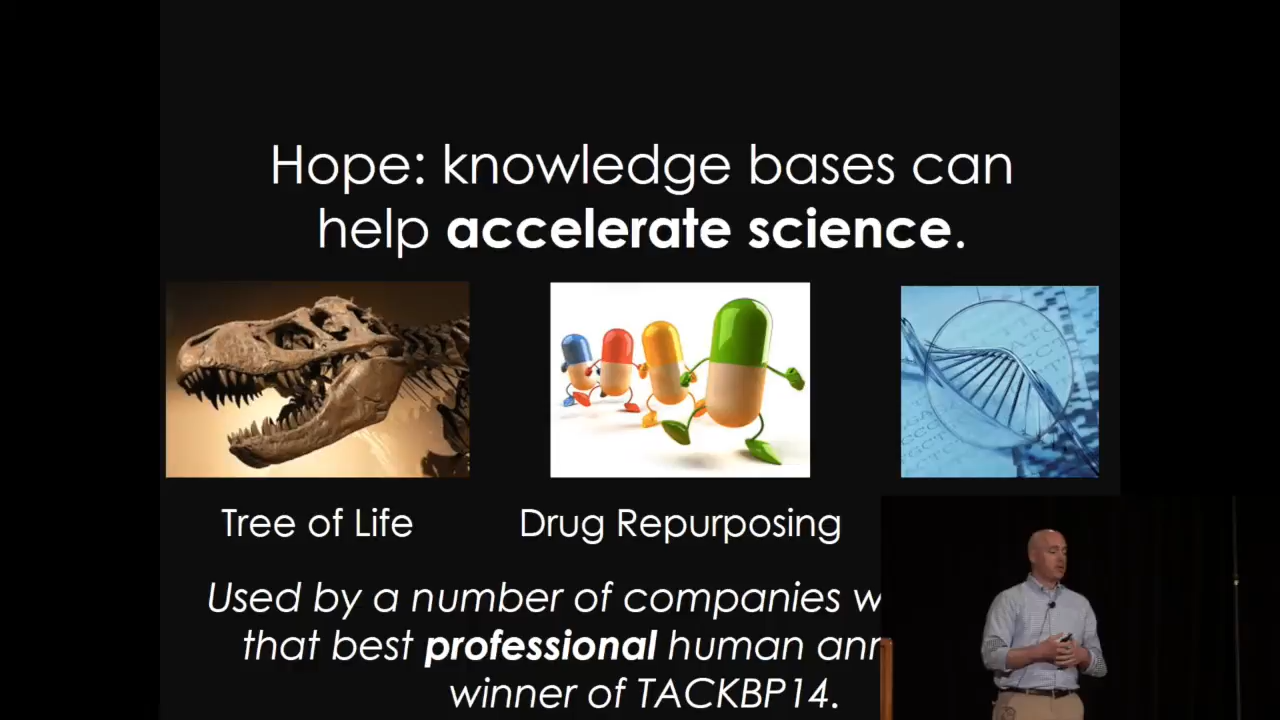 Hope: knowledge bases can
help accelerate science.
Tree of Life
Drug Repurposing
Used by a number of companies
that best professional human
winner of TACKBP14.